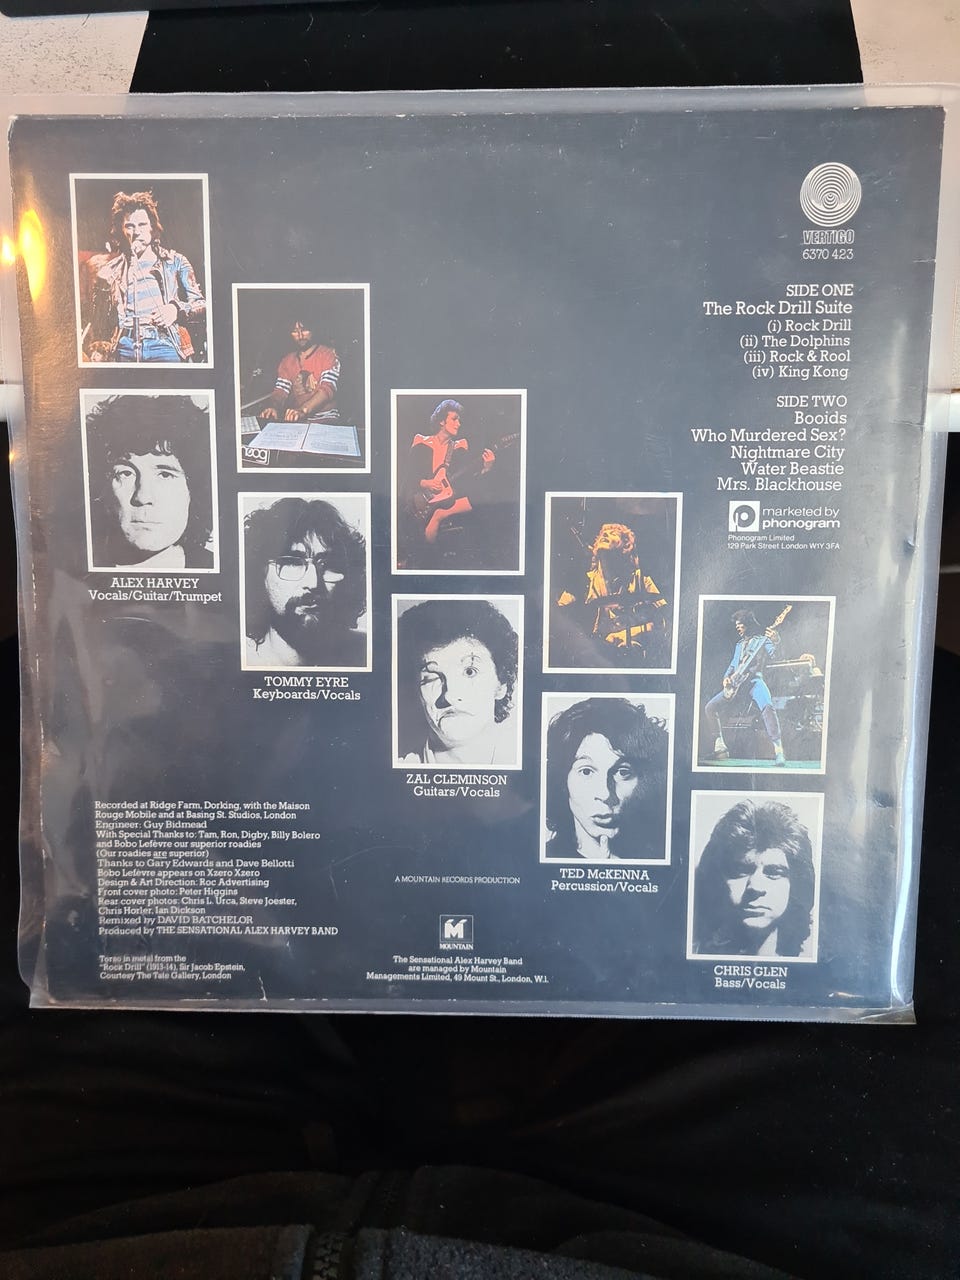 VERTIGO
6370 423
SIDE ONE
The Rock Drill Suite
(i) Rock Drill
(ii) The Dolphins
(iii) Rock & Rool
(iv) King Kong
SIDE TWO
Booids
Who Murdered Sex?
Nightmare City
Water Beastie
Mrs. Blackhouse
marketed by
phonogram
Phonogram Limited
129 Park Street London W1Y 3FA
ALEX HARVEY
Vocals/Guitar/Trumpet
TOMMY EYRE
Keyboards/Vocals
ZAL CLEMINSON
Guitars/Vocals
TED McKENNA
Percussion/Vocals
CHRIS GLEN
Bass/Vocals
Recorded at Ridge Farm, Dorking, with the Maison
Rouge Mobile and at Basing St. Studios, London
Engineer: Guy Bidmead
With Special Thanks to: Tam, Ron, Digby, Billy Bolero
and Bobo Lefèvre our superior roadies
(Our roadies are superior)
Thanks to Gary Edwards and Dave Bellotti
Bobo Lefèvre appears on Xzero Xzero
Design & Art Direction: Roc Advertising
Front cover photo: Peter Higgins
Rear cover photos: Chris L. Urca, Steve Joester,
Chris Horler, Ian Dickson
Remixed by DAVID BATCHELOR
Produced by THE SENSATIONAL ALEX HARVEY BAND
Torso in metal from the
"Rock Drill" (1913-14), Sir Jacob Epstein,
Courtesy The Tate Gallery, London
A MOUNTAIN RECORDS PRODUCTION
MOUNTAIN
The Sensational Alex Harvey Band
are managed by Mountain
Managements Limited, 49 Mount St., London, W.1.